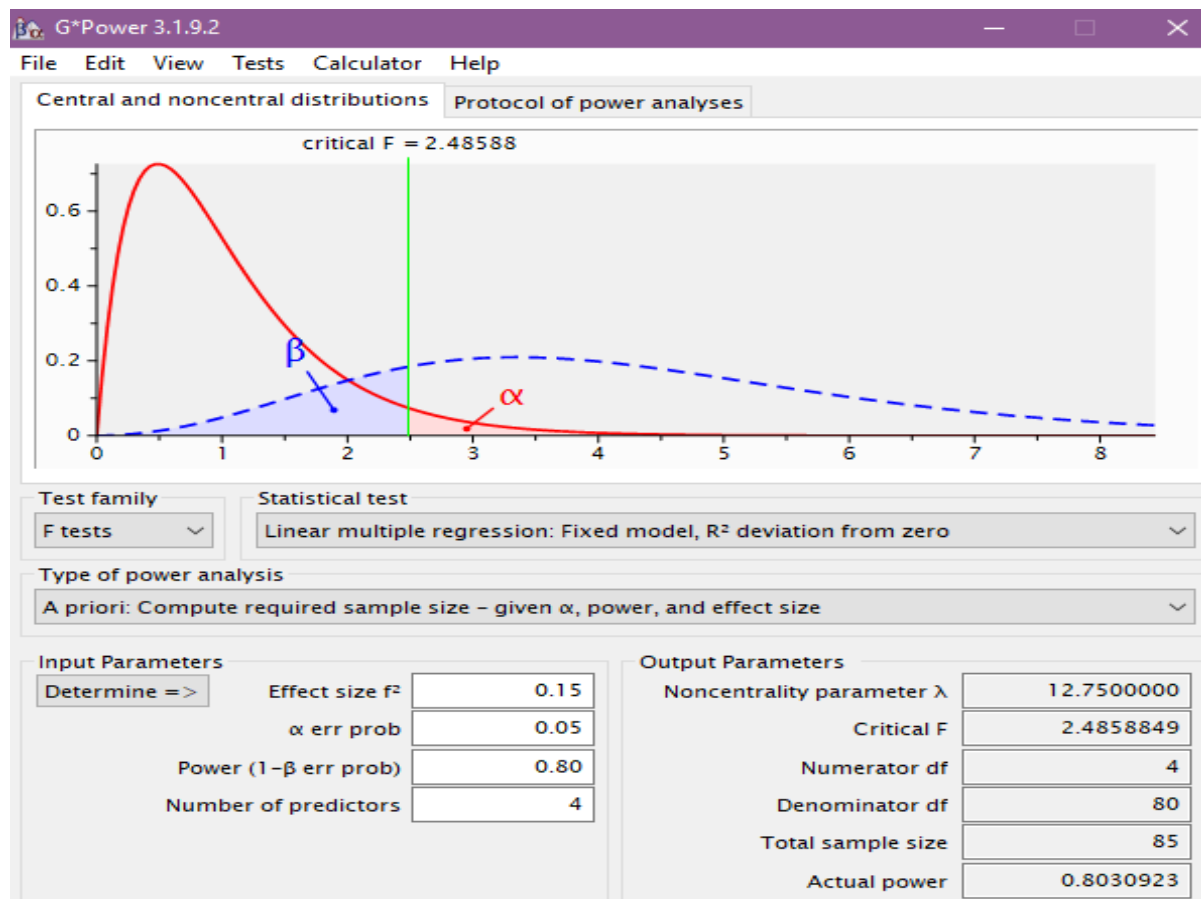 G*Power 3.1.9.2
File Edit View Tests Calculator Help
Central and noncentral distributions Protocol of power analyses
critical F = 2.48588
0.6
0.4
0.2
0
β
α
0 1 2 3 4 5 6 7 8
Test family Statistical test
F tests Linear multiple regression: Fixed model, R² deviation from zero
Type of power analysis
A priori: Compute required sample size – given α, power, and effect size
Input Parameters
Determine => Effect size f² 0.15
α err prob 0.05
Power (1–β err prob) 0.80
Number of predictors 4
Output Parameters
Noncentrality parameter λ 12.7500000
Critical F 2.4858849
Numerator df 4
Denominator df 80
Total sample size 85
Actual power 0.8030923